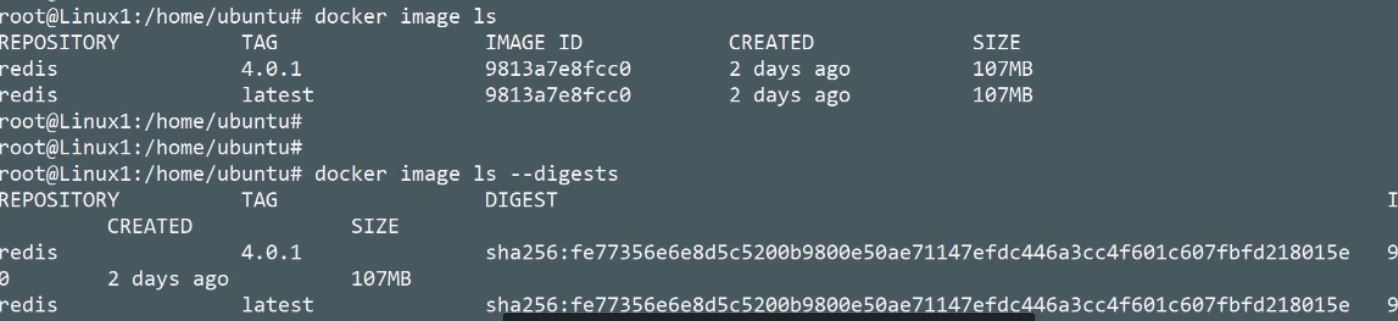 root@Linux1:/home/ubuntu# docker image ls
REPOSITORY TAG IMAGE ID CREATED SIZE
redis 4.0.1 9813a7e8fcc0 2 days ago 107MB
redis latest 9813a7e8fcc0 2 days ago 107MB
root@Linux1:/home/ubuntu#
root@Linux1:/home/ubuntu#
root@Linux1:/home/ubuntu# docker image ls --digests
REPOSITORY TAG DIGEST I
CREATED SIZE
redis 4.0.1 sha256:fe77356e6e8d5c5200b9800e50ae71147efdc446a3cc4f601c607fbfd218015e 9
0 2 days ago 107MB
redis latest sha256:fe77356e6e8d5c5200b9800e50ae71147efdc446a3cc4f601c607fbfd218015e 9